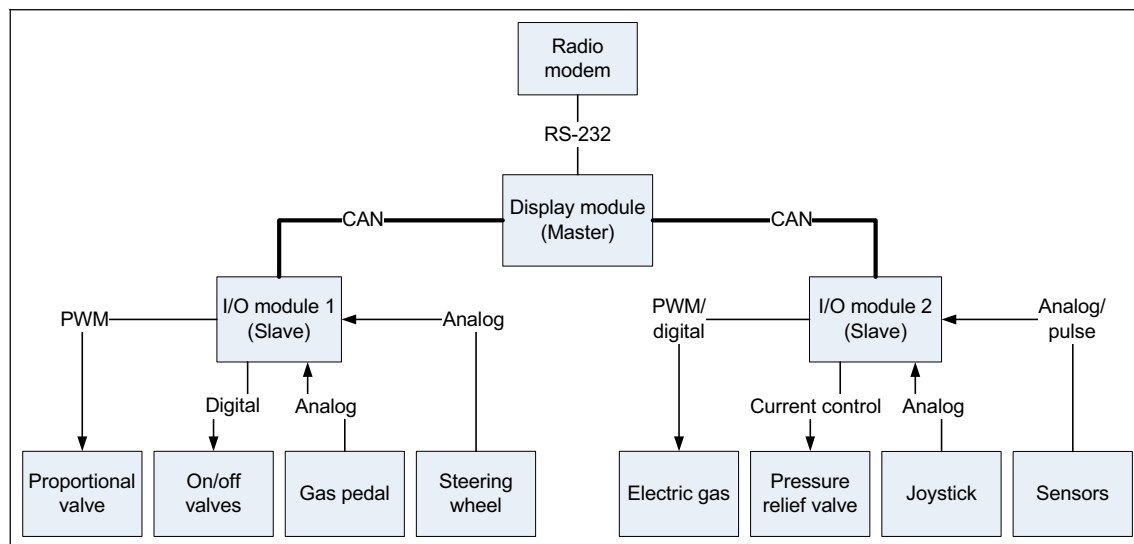 Radio
modem
RS-232
Display module
(Master)
CAN
CAN
I/O module 1
(Slave)
I/O module 2
(Slave)
PWM
Analog
PWM/
digital
Analog/
pulse
Digital
Analog
Current control
Analog
Proportional
valve
On/off
valves
Gas pedal
Steering
wheel
Electric gas
Pressure
relief valve
Joystick
Sensors